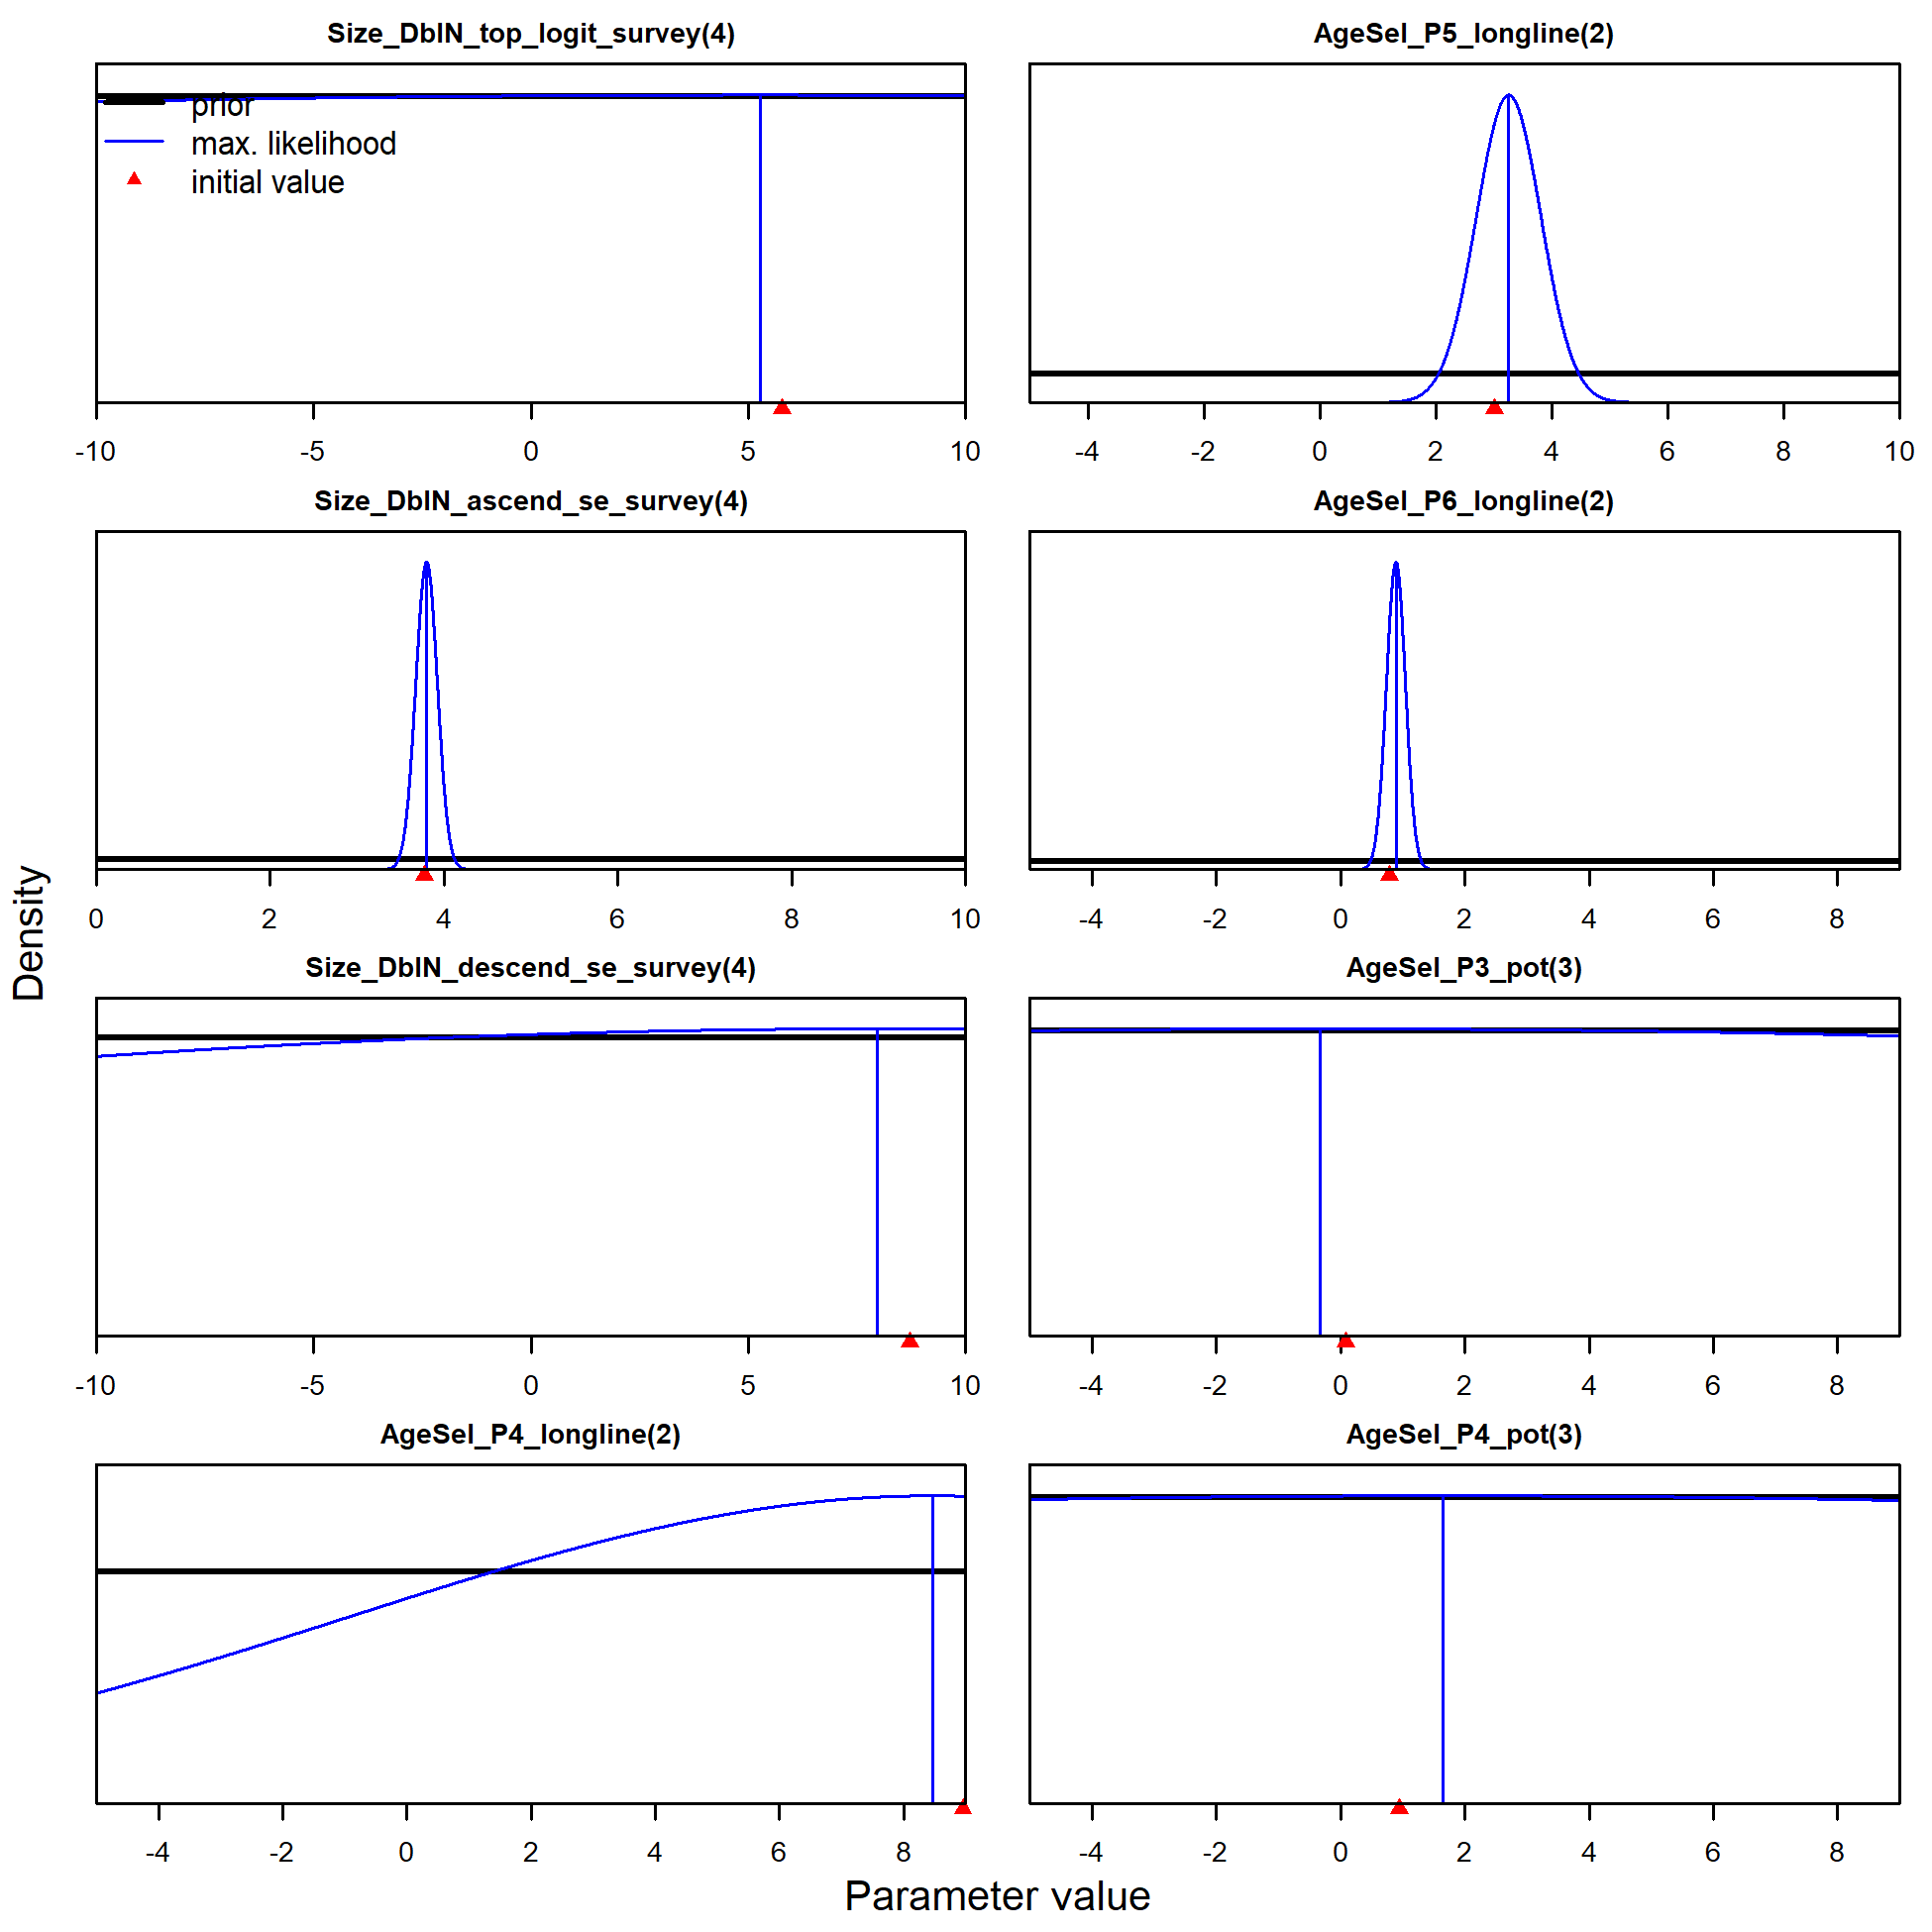 Size_DblN_top_logit_survey(4)
prior
max. likelihood
initial value
-10 -5 0 5 10
AgeSel_P5_longline(2)
-4 -2 0 2 4 6 8 10
Size_DblN_ascend_se_survey(4)
0 2 4 6 8 10
AgeSel_P6_longline(2)
-4 -2 0 2 4 6 8
Size_DblN_descend_se_survey(4)
-10 -5 0 5 10
AgeSel_P3_pot(3)
-4 -2 0 2 4 6 8
AgeSel_P4_longline(2)
-4 -2 0 2 4 6 8
AgeSel_P4_pot(3)
-4 -2 0 2 4 6 8
Density
Parameter value